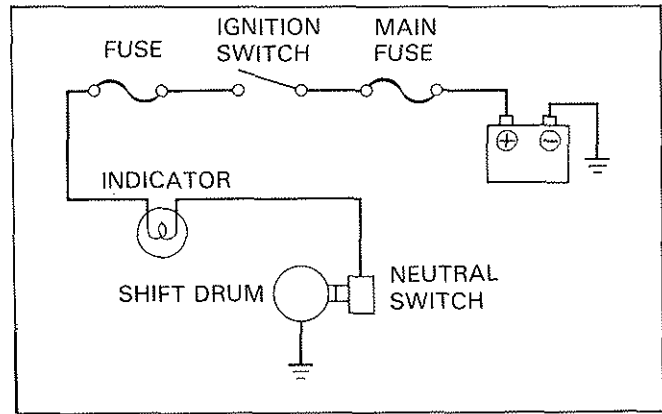 FUSE
IGNITION
SWITCH
MAIN
FUSE
INDICATOR
SHIFT DRUM
NEUTRAL
SWITCH